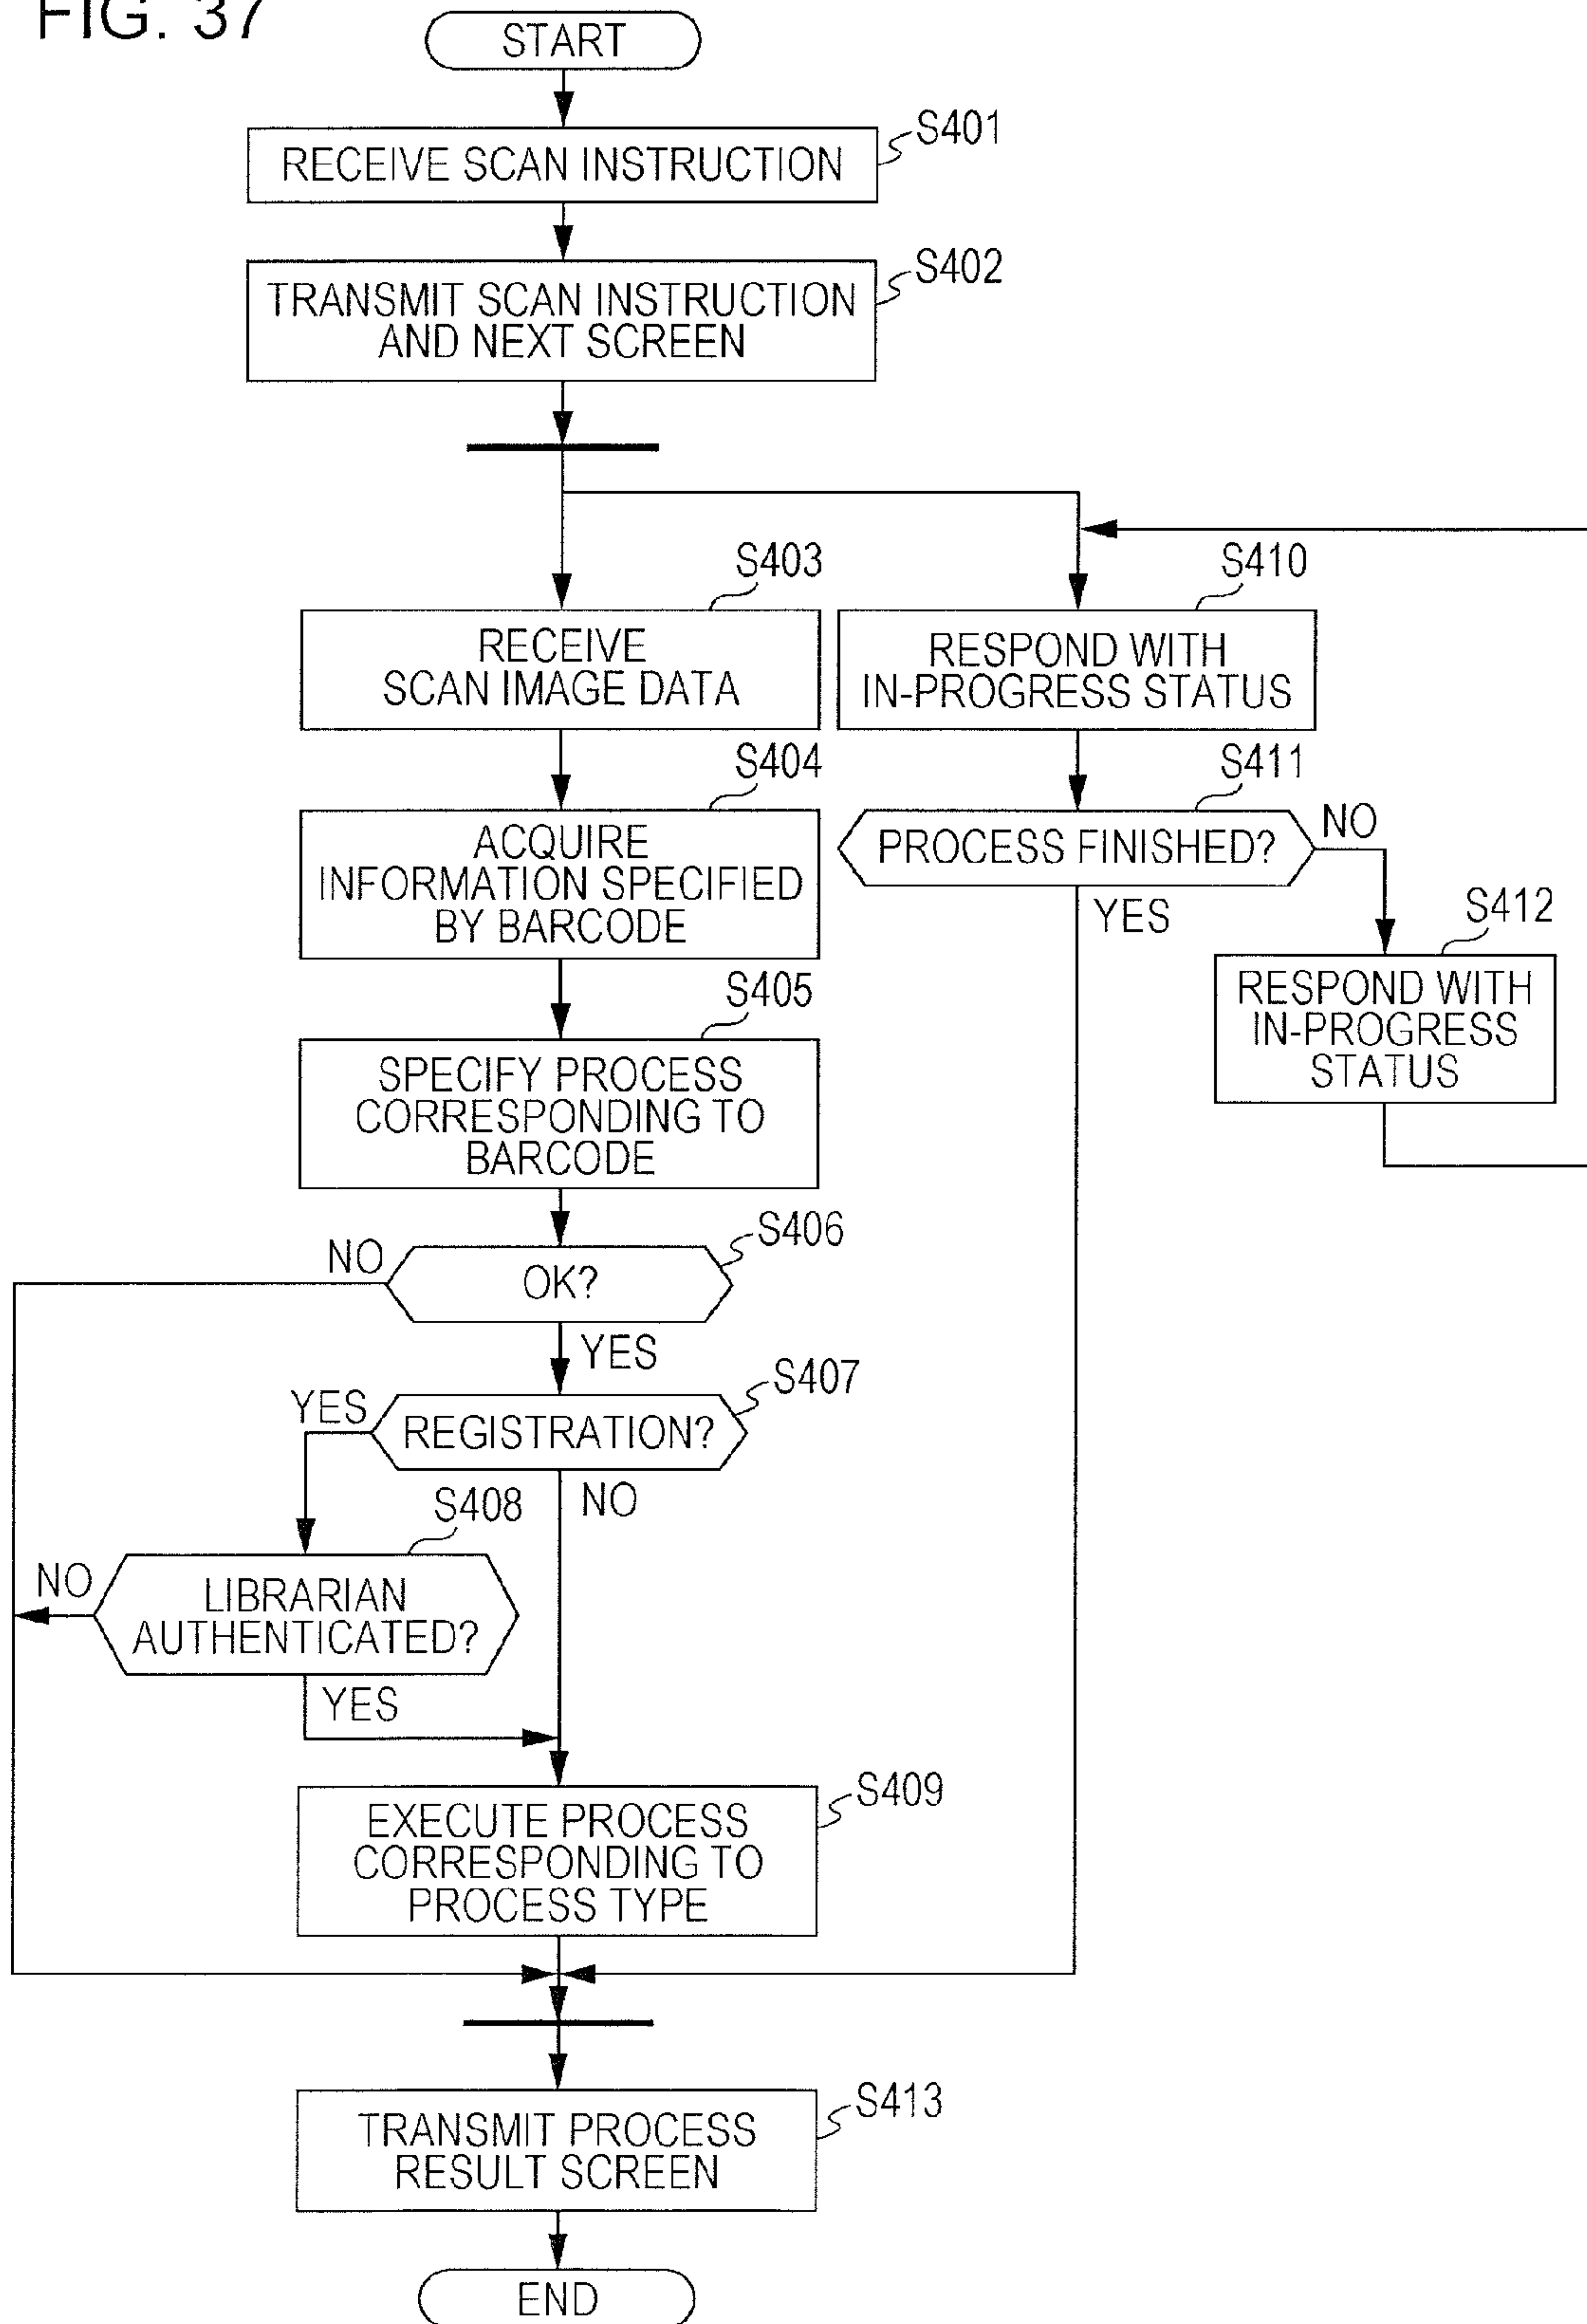 FIG. 37
START
S401
RECEIVE SCAN INSTRUCTION
S402
TRANSMIT SCAN INSTRUCTION
AND NEXT SCREEN
S403
RECEIVE
SCAN IMAGE DATA
S410
RESPOND WITH
IN-PROGRESS STATUS
S404
ACQUIRE
INFORMATION SPECIFIED
BY BARCODE
S411
PROCESS FINISHED?
NO
YES
S412
RESPOND WITH
IN-PROGRESS
STATUS
S405
SPECIFY PROCESS
CORRESPONDING TO
BARCODE
S406
NO
OK?
YES
S407
YES
REGISTRATION?
NO
S408
NO
LIBRARIAN
AUTHENTICATED?
YES
S409
EXECUTE PROCESS
CORRESPONDING TO
PROCESS TYPE
S413
TRANSMIT PROCESS
RESULT SCREEN
END